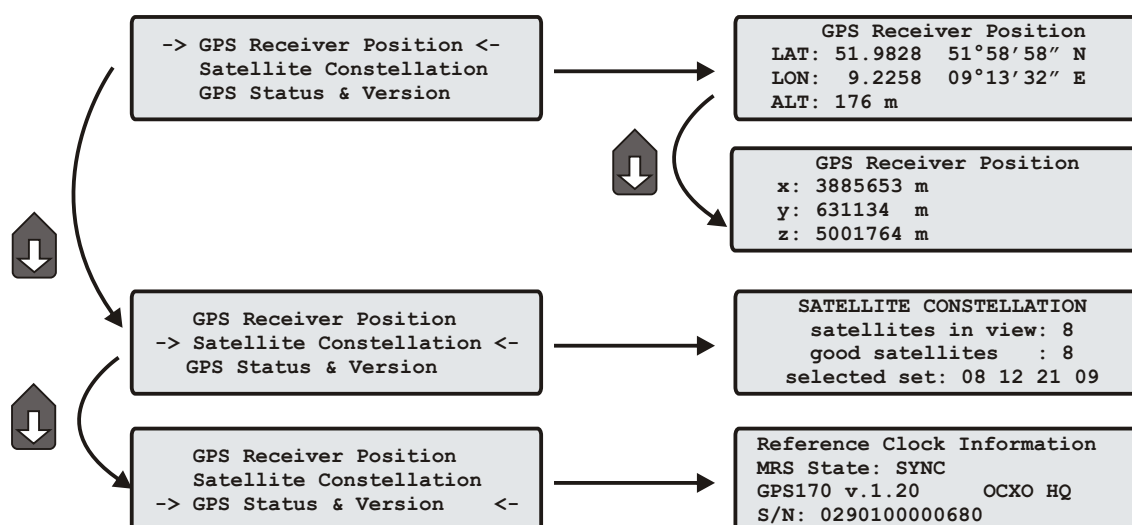 -> GPS Receiver Position <-
Satellite Constellation
GPS Status & Version
GPS Receiver Position
LAT: 51.9828 51°58′58″ N
LON: 9.2258 09°13′32″ E
ALT: 176 m
GPS Receiver Position
x: 3885653 m
y: 631134 m
z: 5001764 m
GPS Receiver Position
-> Satellite Constellation <-
GPS Status & Version
SATELLITE CONSTELLATION
satellites in view: 8
good satellites : 8
selected set: 08 12 21 09
GPS Receiver Position
Satellite Constellation
-> GPS Status & Version <-
Reference Clock Information
MRS State: SYNC
GPS170 v.1.20 OCXO HQ
S/N: 0290100000680